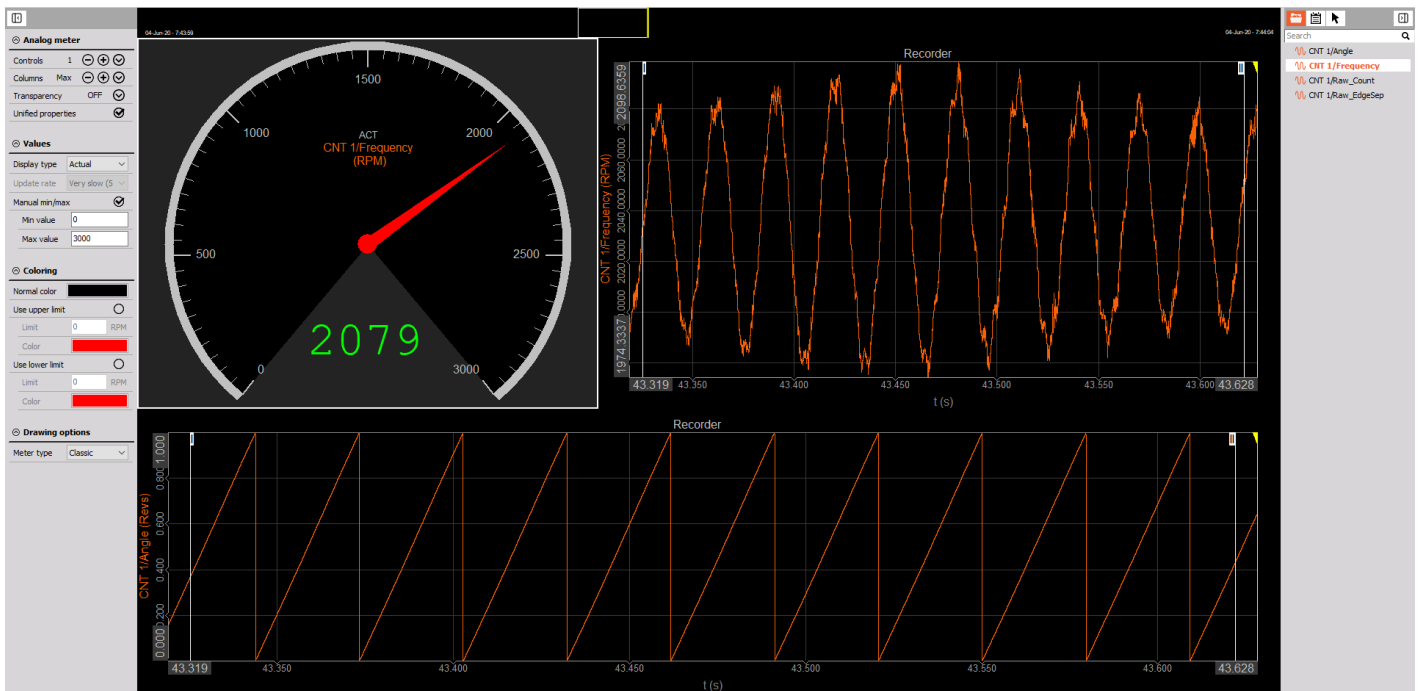 Analog meter
Controls 1
Columns Max
Transparency OFF
Unified properties
Values
Display type Actual
Update rate Very slow (5
Manual min/max
Min value 0
Max value 3000
Coloring
Normal color
Use upper limit
Limit 0 RPM
Color
Use lower limit
Limit 0 RPM
Color
Drawing options
Meter type Classic
04-Jun-20 - 7:43:59
04-Jun-20 - 7:44:04
1500
1000
2000
500
2500
0
3000
ACT
CNT 1/Frequency
(RPM)
2079
Recorder
CNT 1/Frequency (RPM)
2098.6359
2060.0000
2040.0000
2020.0000
1974.3337
43.319 43.350 43.400 43.450 43.500 43.550 43.600 43.628
t (s)
Recorder
CNT 1/Angle (Revs)
1.000
0.800
0.600
0.400
0.200
0.000
43.319 43.350 43.400 43.450 43.500 43.550 43.600 43.628
t (s)
Search
CNT 1/Angle
CNT 1/Frequency
CNT 1/Raw_Count
CNT 1/Raw_EdgeSep